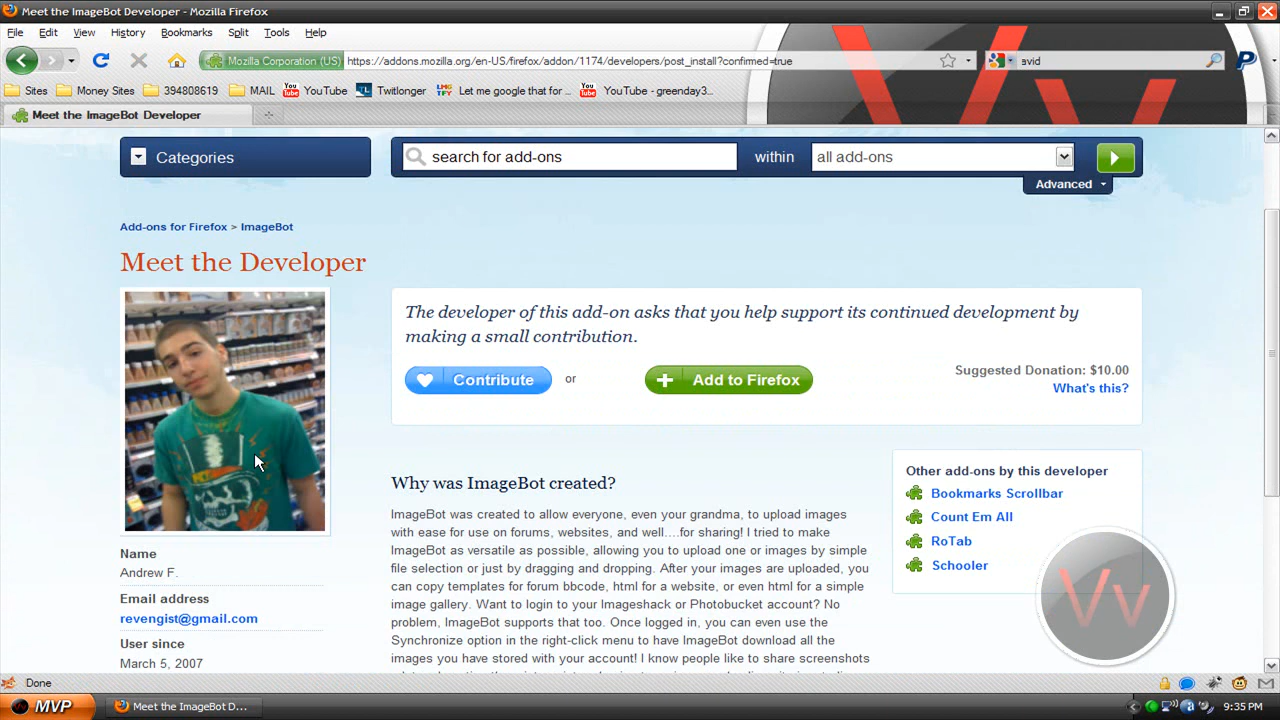 Meet the ImageBot Developer - Mozilla Firefox
File Edit View History Bookmarks Split Tools Help
Mozilla Corporation (US) https://addons.mozilla.org/en-US/firefox/addon/1174/developers/post_install?confirmed=true avid
Sites Money Sites 394808619 MAIL YouTube Twitlonger Let me google that for ... YouTube - greenday3...
Meet the ImageBot Developer
Categories search for add-ons within all add-ons
Advanced
Add-ons for Firefox > ImageBot
Meet the Developer
The developer of this add-on asks that you help support its continued development by
making a small contribution.
Contribute or Add to Firefox
Suggested Donation: $10.00
What's this?
Why was ImageBot created?
ImageBot was created to allow everyone, even your grandma, to upload images
with ease for use on forums, websites, and well....for sharing! I tried to make
ImageBot as versatile as possible, allowing you to upload one or images by simple
file selection or just by dragging and dropping. After your images are uploaded, you
can copy templates for forum bbcode, html for a website, or even html for a simple
image gallery. Want to login to your Imageshack or Photobucket account? No
problem, ImageBot supports that too. Once logged in, you can even use the
Synchronize option in the right-click menu to have ImageBot download all the
images you have stored with your account! I know people like to share screenshots
Other add-ons by this developer
Bookmarks Scrollbar
Count Em All
RoTab
Schooler
Name
Andrew F.
Email address
revengist@gmail.com
User since
March 5, 2007
Vv
Done
MVP Meet the ImageBot D... 9:35 PM